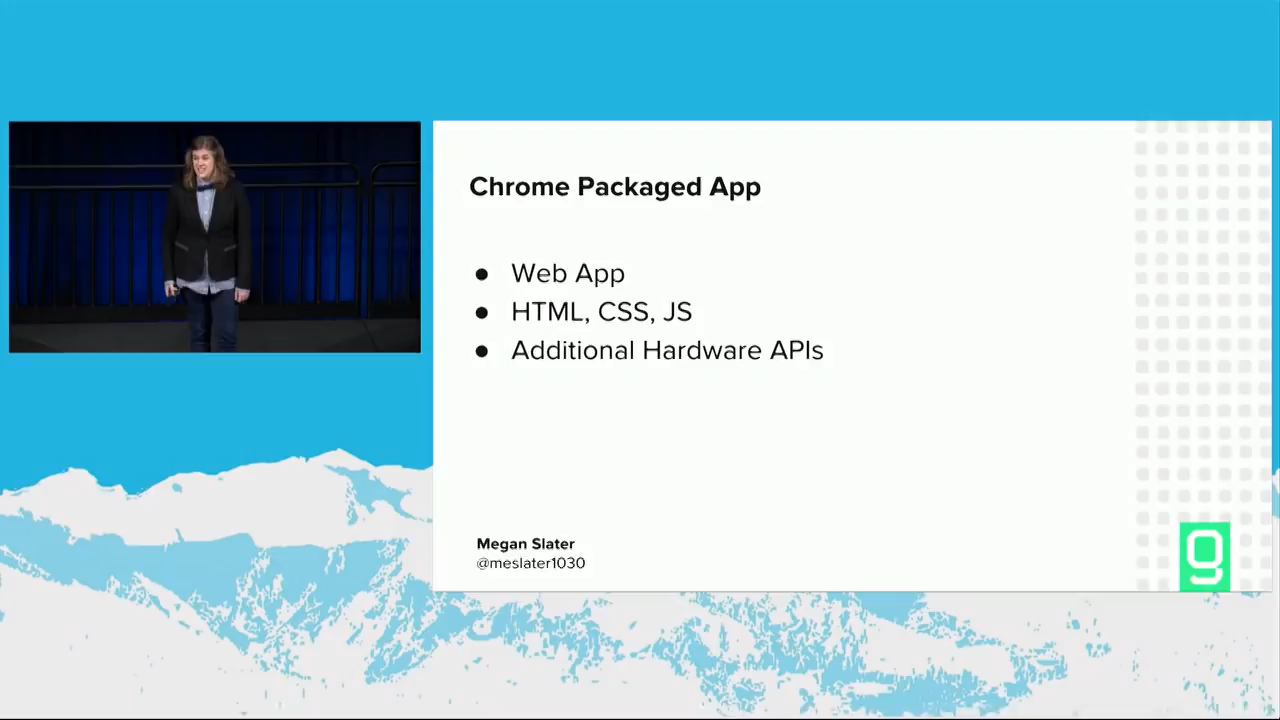 Chrome Packaged App
● Web App
● HTML, CSS, JS
● Additional Hardware APIs
Megan Slater
@meslater1030
g